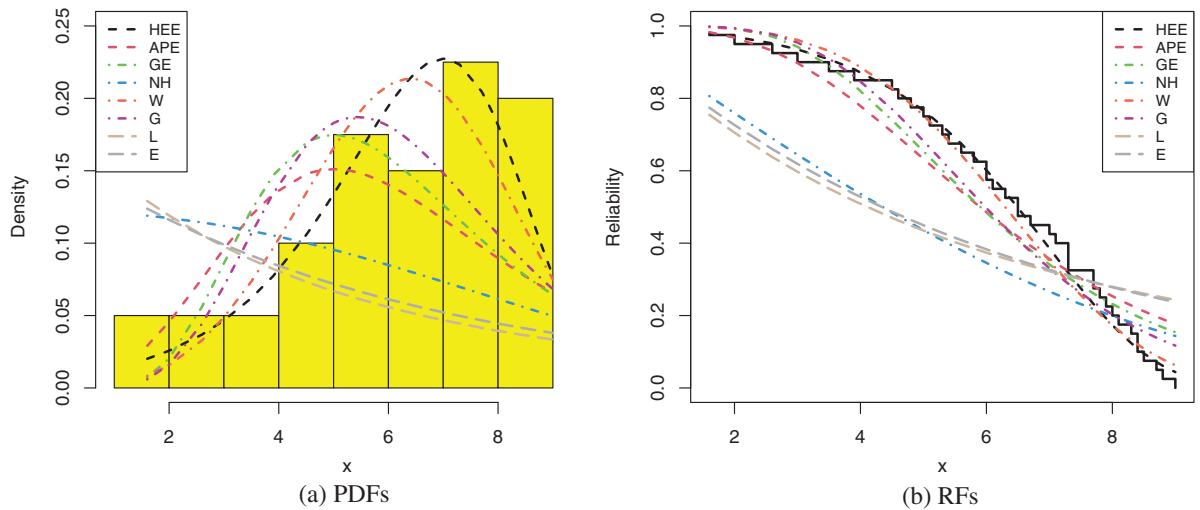 HEE
APE
GE
NH
W
G
L
E
0.25
0.20
0.15
0.10
0.05
0.00
Density
2 4 6 8
x
(a) PDFs
HEE
APE
GE
NH
W
G
L
E
1.0
0.8
0.6
0.4
0.2
0.0
Reliability
2 4 6 8
x
(b) RFs